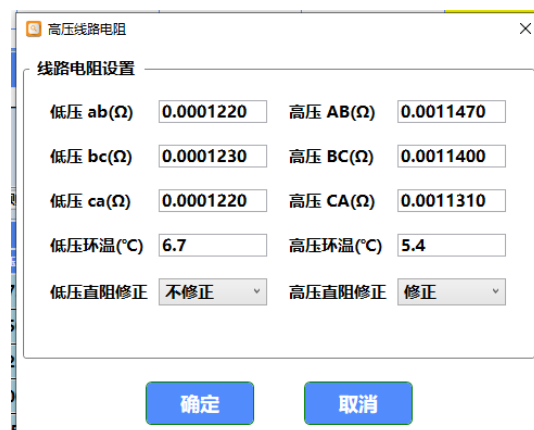 高压线路电阻
线路电阻设置
低压 ab(Ω) 0.0001220 高压 AB(Ω) 0.0011470
低压 bc(Ω) 0.0001230 高压 BC(Ω) 0.0011400
低压 ca(Ω) 0.0001220 高压 CA(Ω) 0.0011310
低压环温(℃) 6.7 高压环温(℃) 5.4
低压直阻修正 不修正 高压直阻修正 修正
确定 取消